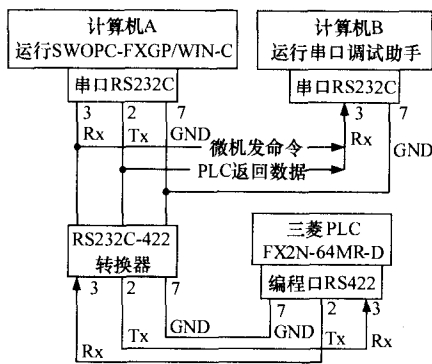 计算机A
运行SWOPC-FXGP/WIN-C
串口RS232C
计算机B
运行串口调试助手
串口RS232C
3 2 7
Rx Tx GND
3 7
Rx GND
微机发命令
PLC返回数据
RS232C-422
转换器
三菱PLC
FX2N-64MR-D
编程口RS422
3 2 7
7 2 3
Rx Tx GND GND Tx Rx
Rx